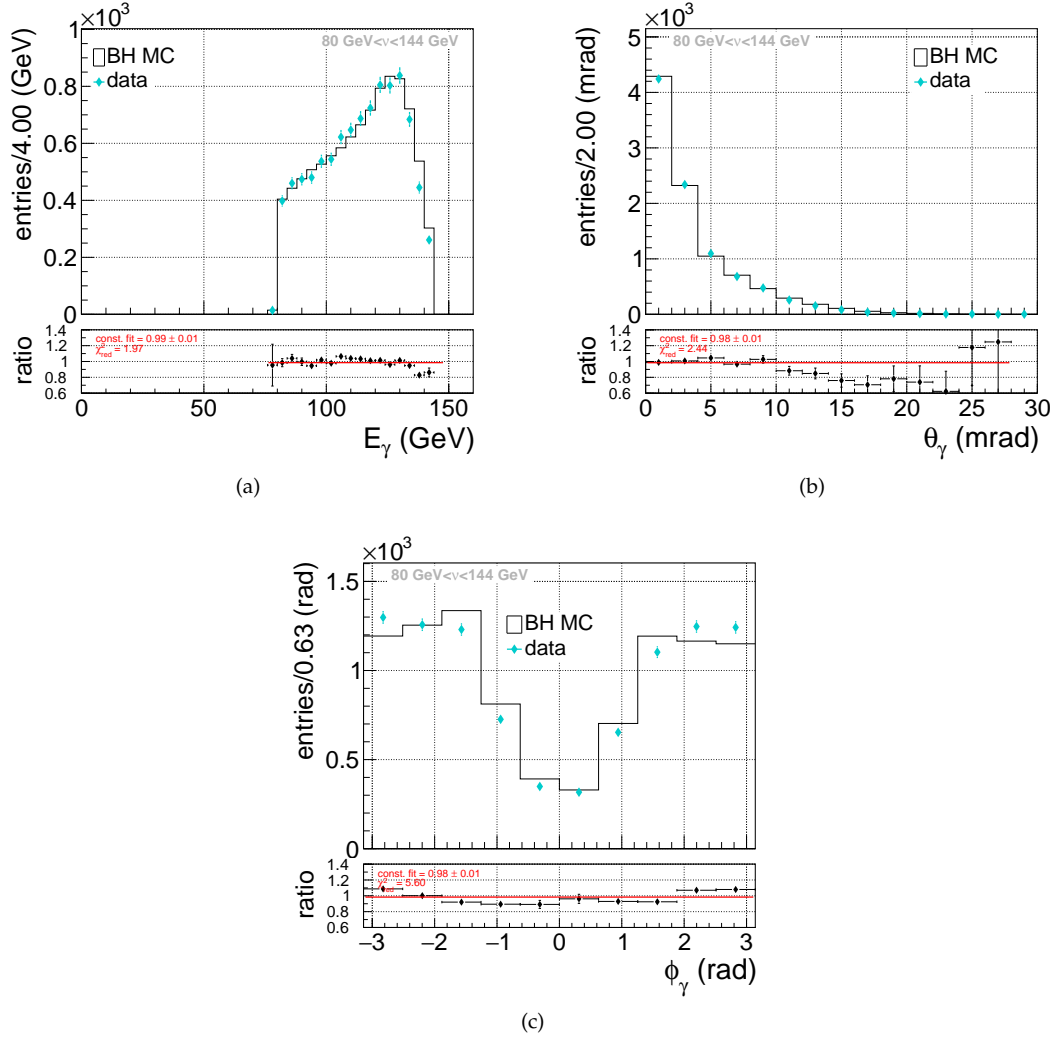 ×10³
1
0.8
0.6
0.4
0.2
0
entries/4.00 (GeV)
80 GeV<ν<144 GeV
BH MC
data
1.4
1.2
1
0.8
0.6
ratio
const. fit = 0.99 ± 0.01
χ²red = 1.97
0 50 100 150
E_γ (GeV)
(a)
×10³
5
4
3
2
1
0
entries/2.00 (mrad)
80 GeV<ν<144 GeV
BH MC
data
1.4
1.2
1
0.8
0.6
ratio
const. fit = 0.98 ± 0.01
χ²red = 2.44
0 5 10 15 20 25 30
θ_γ (mrad)
(b)
×10³
1.5
1
0.5
0
entries/0.63 (rad)
80 GeV<ν<144 GeV
BH MC
data
1.4
1.2
1
0.8
0.6
ratio
const. fit = 0.98 ± 0.01
χ²red = 5.60
−3 −2 −1 0 1 2 3
ϕ_γ (rad)
(c)